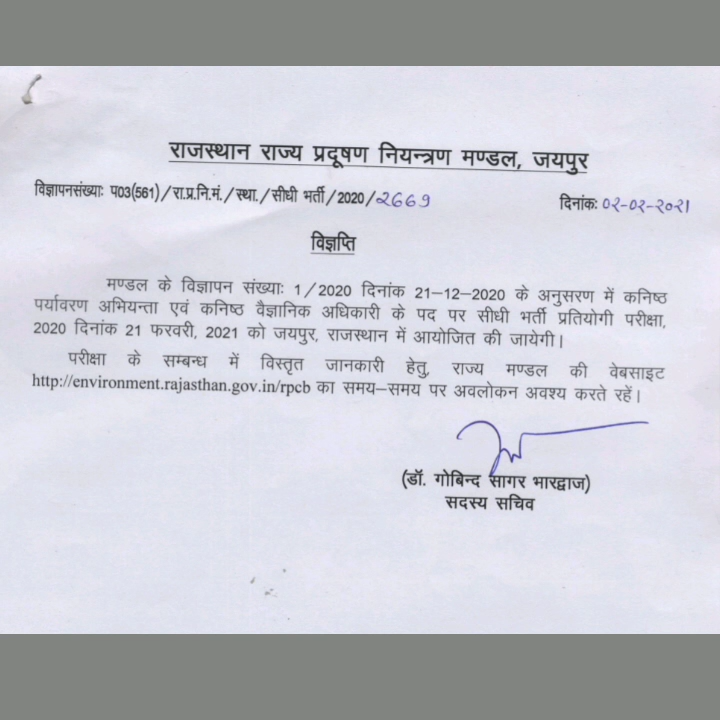 राजस्थान राज्य प्रदूषण नियन्त्रण मण्डल, जयपुर
विज्ञापनसंख्याः प03(561)/रा.प्र.नि.मं./स्था./सीधी भर्ती/2020/2669 दिनांकः 02-02-2021
विज्ञप्ति
मण्डल के विज्ञापन संख्याः 1/2020 दिनांक 21-12-2020 के अनुसरण में कनिष्ठ
पर्यावरण अभियन्ता एवं कनिष्ठ वैज्ञानिक अधिकारी के पद पर सीधी भर्ती प्रतियोगी परीक्षा,
2020 दिनांक 21 फरवरी, 2021 को जयपुर, राजस्थान में आयोजित की जायेगी।
परीक्षा के सम्बन्ध में विस्तृत जानकारी हेतु, राज्य मण्डल की वेबसाइट
http://environment.rajasthan.gov.in/rpcb का समय-समय पर अवलोकन अवश्य करते रहें।
(डॉ. गोबिन्द सागर भारद्वाज)
सदस्य सचिव